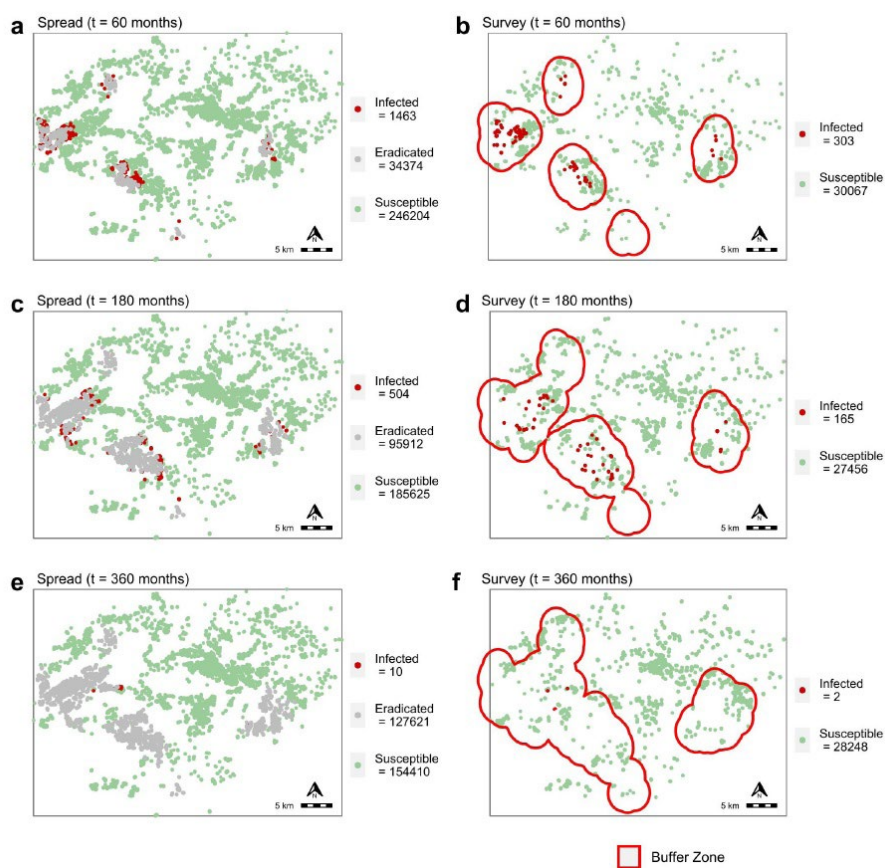 a Spread (t = 60 months)
Infected
= 1463
Eradicated
= 34374
Susceptible
= 246204
N
5 km
b Survey (t = 60 months)
Infected
= 303
Susceptible
= 30067
N
5 km
c Spread (t = 180 months)
Infected
= 504
Eradicated
= 95912
Susceptible
= 185625
N
5 km
d Survey (t = 180 months)
Infected
= 165
Susceptible
= 27456
N
5 km
e Spread (t = 360 months)
Infected
= 10
Eradicated
= 127621
Susceptible
= 154410
N
5 km
f Survey (t = 360 months)
Infected
= 2
Susceptible
= 28248
N
5 km
Buffer Zone